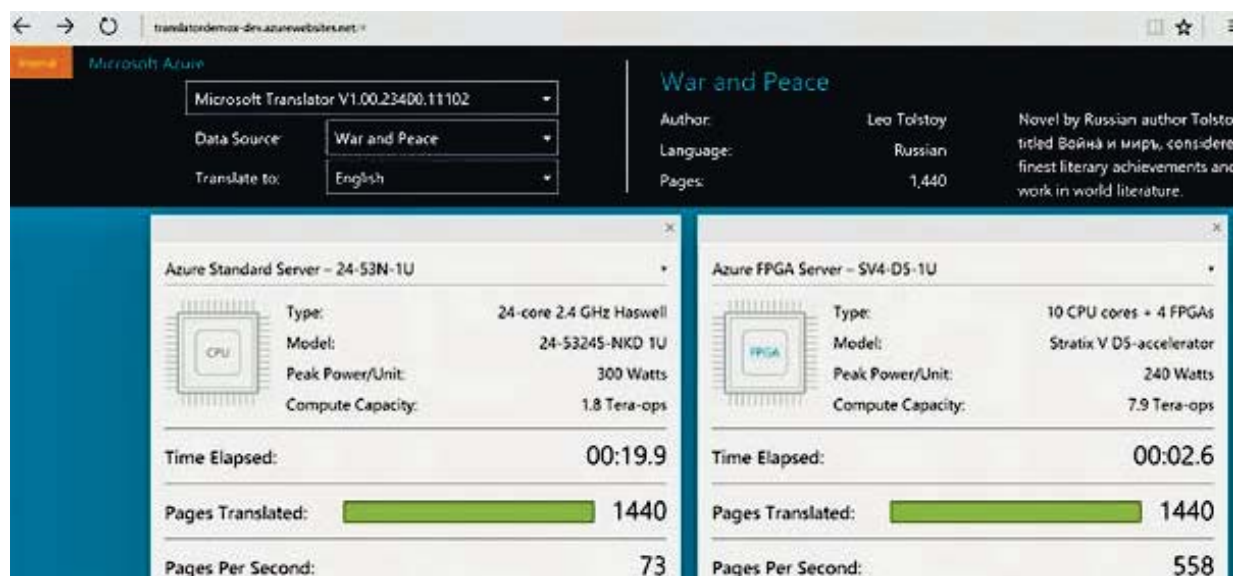 translatordemos-dev.azurewebsites.net
Microsoft Azure
Microsoft Translator V1.00.23400.11102
Data Source: War and Peace
Translate to: English
War and Peace
Author: Leo Tolstoy
Language: Russian
Pages: 1,440
Novel by Russian author Tolsto
titled Война и миръ, considere
finest literary achievements and
work in world literature.
Azure Standard Server – 24-53N-1U
CPU
Type: 24-core 2.4 GHz Haswell
Model: 24-53245-NKD 1U
Peak Power/Unit: 300 Watts
Compute Capacity: 1.8 Tera-ops
Time Elapsed: 00:19.9
Pages Translated: 1440
Pages Per Second: 73
Azure FPGA Server – SV4-D5-1U
FPGA
Type: 10 CPU cores + 4 FPGAs
Model: Stratix V D5-accelerator
Peak Power/Unit: 240 Watts
Compute Capacity: 7.9 Tera-ops
Time Elapsed: 00:02.6
Pages Translated: 1440
Pages Per Second: 558